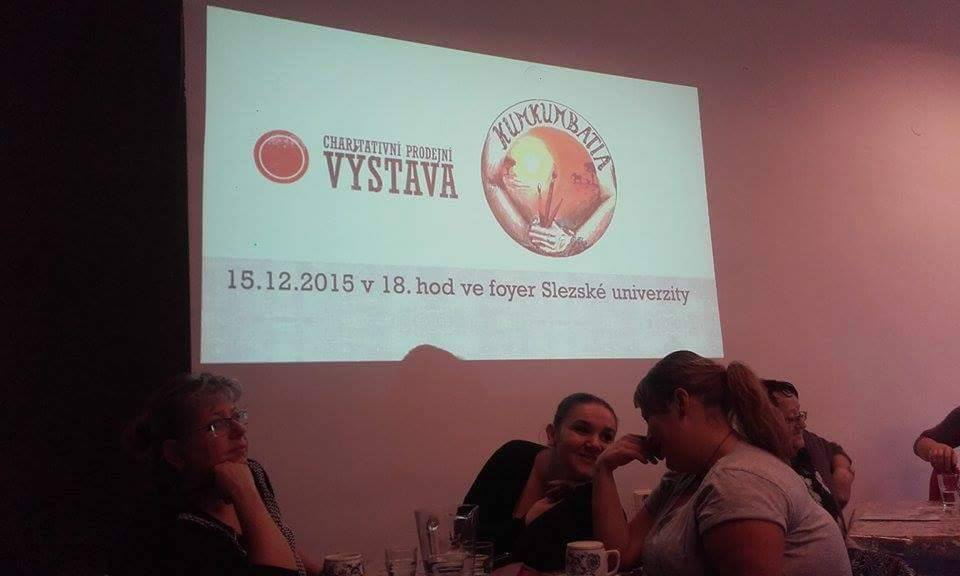 CHARITATIVNÍ PRODEJNÍ
VÝSTAVA
KUMKUMBATIA
15.12.2015 v 18. hod ve foyer Slezské univerzity